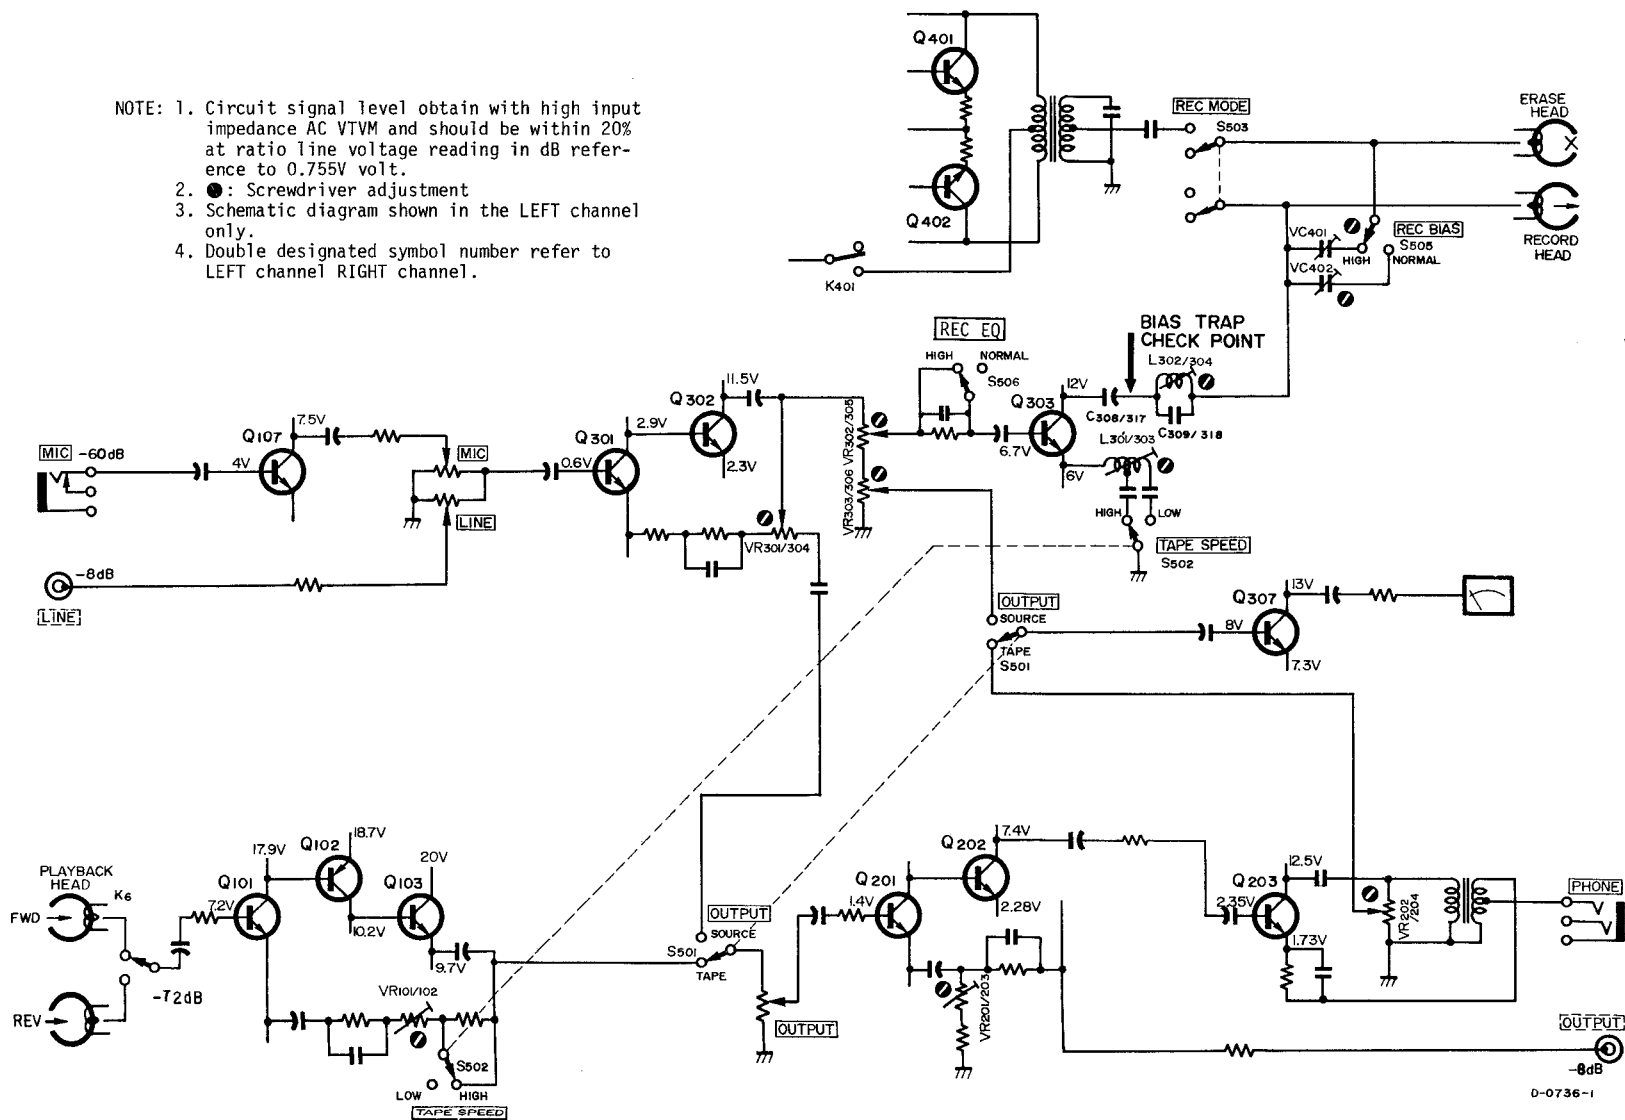 NOTE: 1. Circuit signal level obtain with high input
impedance AC VTVM and should be within 20%
at ratio line voltage reading in dB refer-
ence to 0.755V volt.
2. : Screwdriver adjustment
3. Schematic diagram shown in the LEFT channel
only.
4. Double designated symbol number refer to
LEFT channel RIGHT channel.
Q401
Q402
K401
REC MODE
S503
ERASE
HEAD
RECORD
HEAD
VC401
VC402
HIGH
REC BIAS
S505
NORMAL
BIAS TRAP
CHECK POINT
REC EQ
HIGH
NORMAL
S506
L302/304
C308/317
C309/318
Q303
12V
6.7V
6V
L301/303
HIGH
LOW
TAPE SPEED
S502
MIC
-60dB
4V
Q107
7.5V
MIC
LINE
-8dB
LINE
Q301
0.6V
2.9V
Q302
11.5V
2.3V
VR301/304
VR302/305
VR303/306
OUTPUT
SOURCE
TAPE
S501
Q307
13V
8V
7.3V
PLAYBACK
HEAD
FWD
REV
K6
-72dB
Q101
17.9V
7.2V
Q102
18.7V
10.2V
Q103
20V
9.7V
VR101/102
S502
LOW
HIGH
TAPE SPEED
OUTPUT
SOURCE
S501
TAPE
OUTPUT
Q201
1.4V
Q202
7.4V
2.28V
VR201/203
Q203
12.5V
2.35V
1.73V
VR202
/204
PHONE
OUTPUT
-8dB
D-0736-1